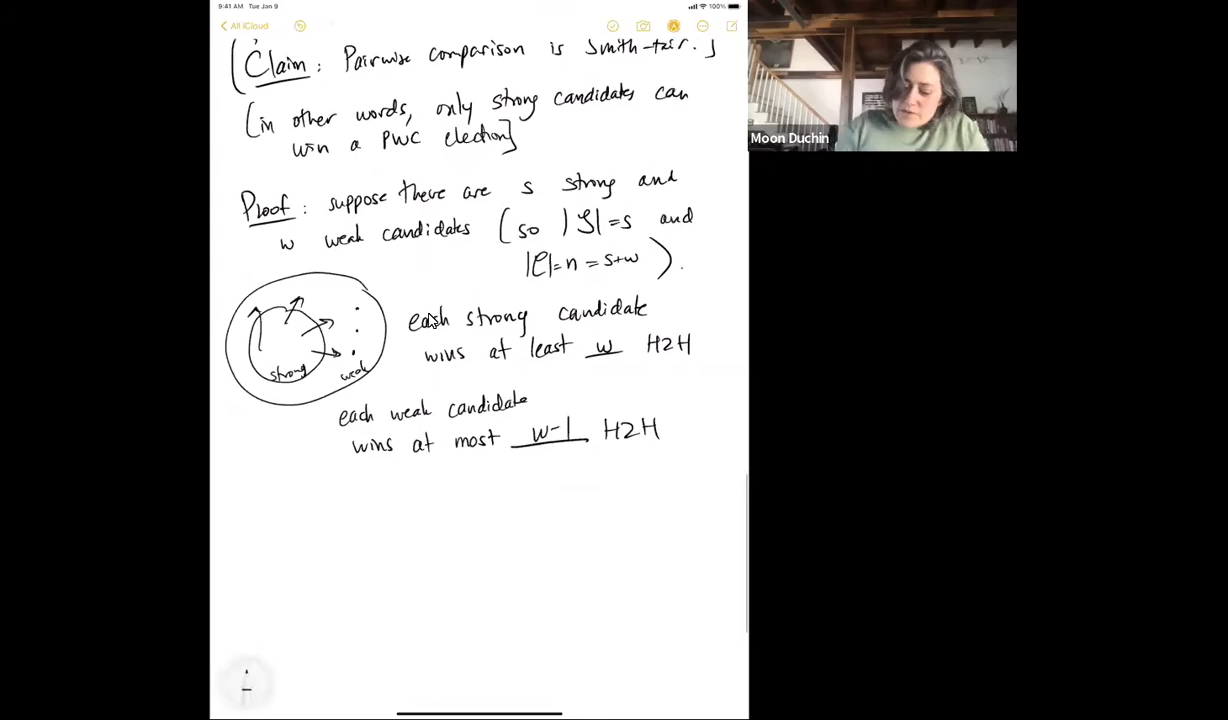 9:41 AM Tue Jan 9
100%
All iCloud
(Claim: Pairwise comparison is Smith-fair.]
(in other words, only strong candidates can
win a PWC election]
Proof: suppose there are s strong and
w weak candidates (so |S|=s and
|C|=n=s+w).
each strong candidate
wins at least w H2H
strong
weak
each weak candidate
wins at most w-1 H2H
Moon Duchin